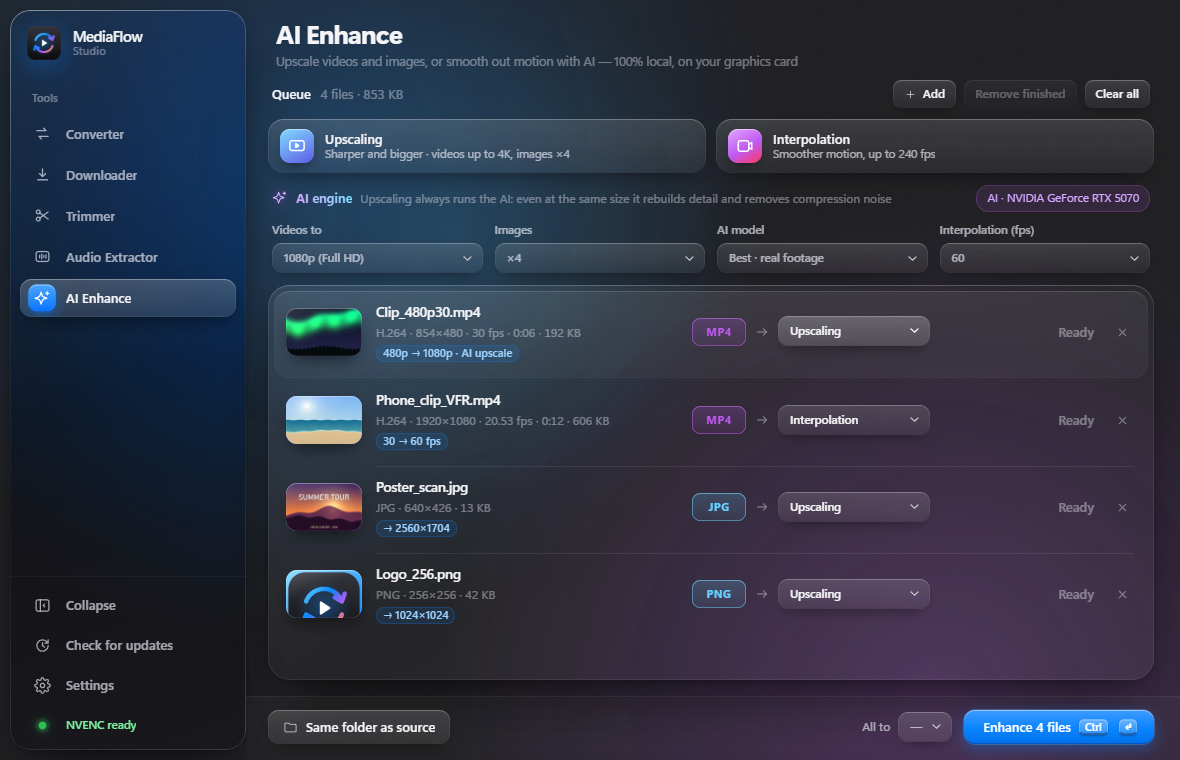 MediaFlow
Studio
Tools
Converter
Downloader
Trimmer
Audio Extractor
AI Enhance
Collapse
Check for updates
Settings
NVENC ready
AI Enhance
Upscale videos and images, or smooth out motion with AI — 100% local, on your graphics card
Queue 4 files · 853 KB
+ Add
Remove finished
Clear all
Upscaling
Sharper and bigger · videos up to 4K, images ×4
Interpolation
Smoother motion, up to 240 fps
AI engine Upscaling always runs the AI: even at the same size it rebuilds detail and removes compression noise
AI · NVIDIA GeForce RTX 5070
Videos to
1080p (Full HD)
Images
×4
AI model
Best · real footage
Interpolation (fps)
60
Clip_480p30.mp4
H.264 · 854×480 · 30 fps · 0:06 · 192 KB
480p → 1080p · AI upscale
MP4 → Upscaling Ready ×
Phone_clip_VFR.mp4
H.264 · 1920×1080 · 20.53 fps · 0:12 · 606 KB
30 → 60 fps
MP4 → Interpolation Ready ×
SUMMER TOUR
Poster_scan.jpg
JPG · 640×426 · 13 KB
→ 2560×1704
JPG → Upscaling Ready ×
Logo_256.png
PNG · 256×256 · 42 KB
→ 1024×1024
PNG → Upscaling Ready ×
Same folder as source
All to —
Enhance 4 files Ctrl ⏎